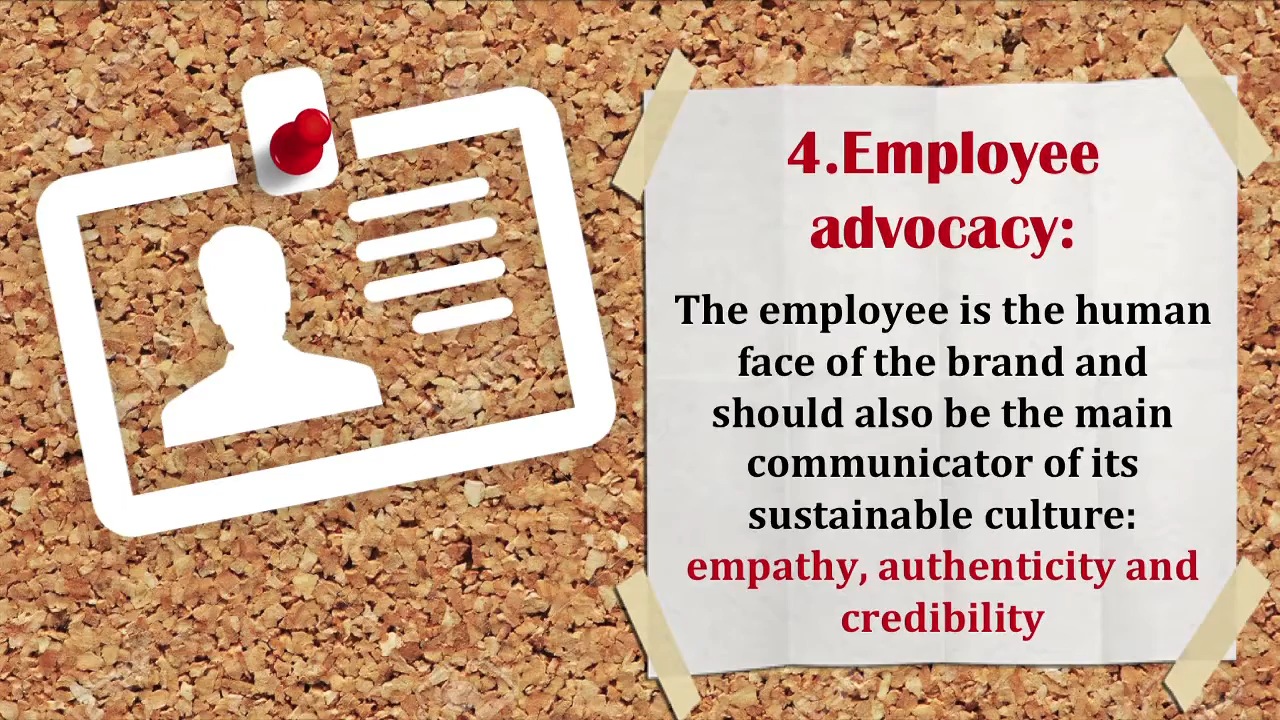 4.Employee
advocacy:
The employee is the human
face of the brand and
should also be the main
communicator of its
sustainable culture:
empathy, authenticity and
credibility